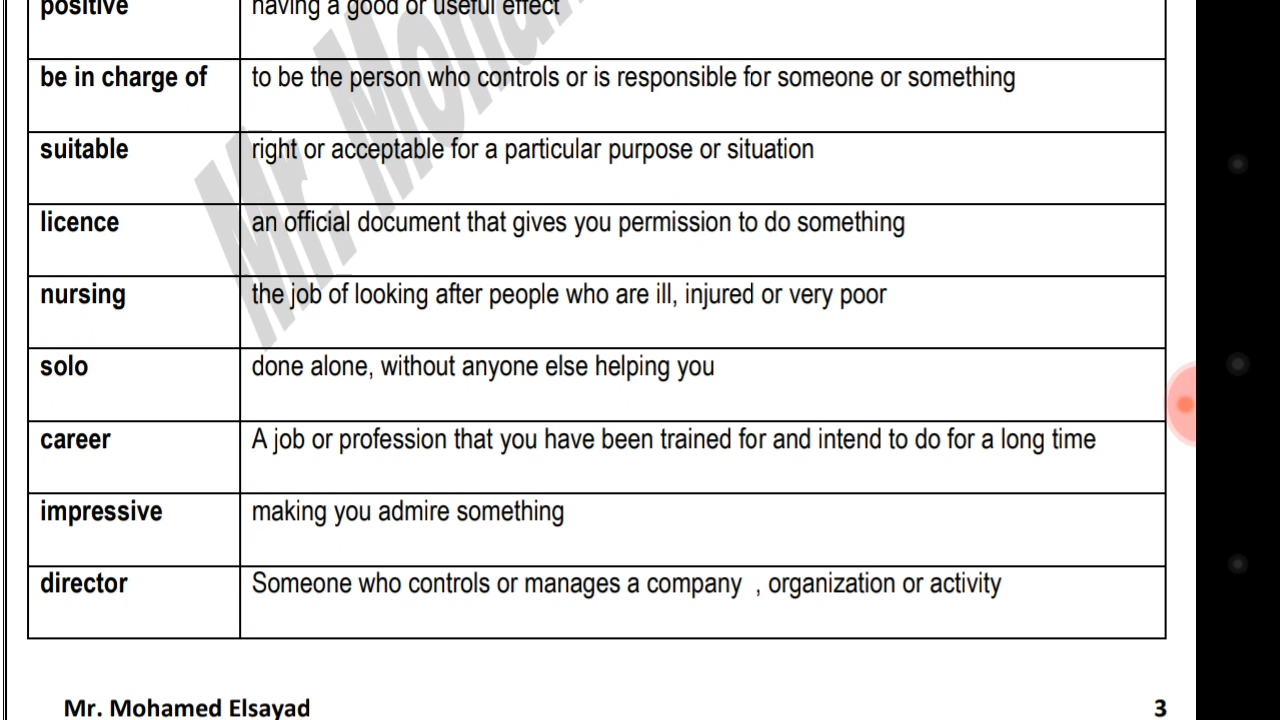 positive having a good or useful effect
be in charge of to be the person who controls or is responsible for someone or something
suitable right or acceptable for a particular purpose or situation
licence an official document that gives you permission to do something
nursing the job of looking after people who are ill, injured or very poor
solo done alone, without anyone else helping you
career A job or profession that you have been trained for and intend to do for a long time
impressive making you admire something
director Someone who controls or manages a company , organization or activity
Mr. Mohamed Elsayad 3